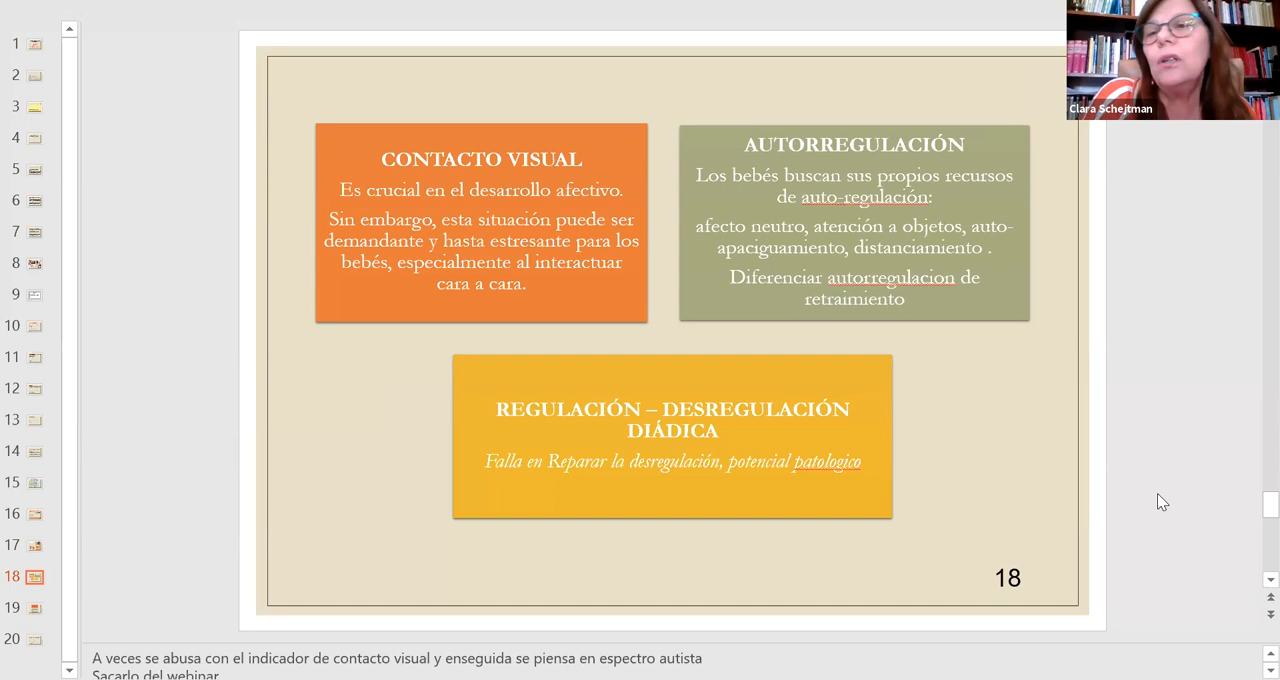 1
2
3
4
5
6
7
8
9
10
11
12
13
14
15
16
17
18
19
20
CONTACTO VISUAL
Es crucial en el desarrollo afectivo.
Sin embargo, esta situación puede ser
demandante y hasta estresante para los
bebés, especialmente al interactuar
cara a cara.
AUTORREGULACIÓN
Los bebés buscan sus propios recursos
de auto-regulación:
afecto neutro, atención a objetos, auto-
apaciguamiento, distanciamiento .
Diferenciar autorregulacion de
retraimiento
REGULACIÓN – DESREGULACIÓN
DIÁDICA
Falla en Reparar la desregulación, potencial patologico
18
Clara Schejtman
A veces se abusa con el indicador de contacto visual y enseguida se piensa en espectro autista
Sacarlo del webinar